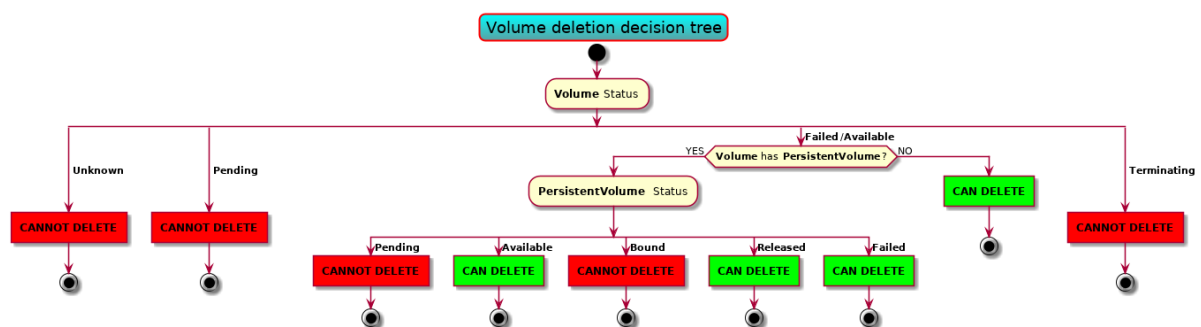 Volume deletion decision tree
Volume Status
Failed/Available
YES
Volume has PersistentVolume?
NO
Unknown
Pending
Terminating
PersistentVolume Status
CAN DELETE
CANNOT DELETE
CANNOT DELETE
CANNOT DELETE
Pending
Available
Bound
Released
Failed
CANNOT DELETE
CAN DELETE
CANNOT DELETE
CAN DELETE
CAN DELETE